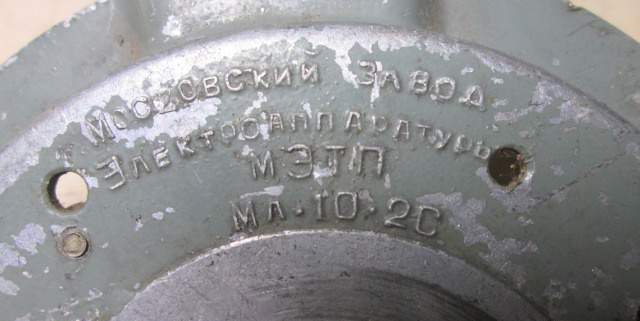 Московский завод
Электроаппаратуры
МЭТП
МЛ-10-2С